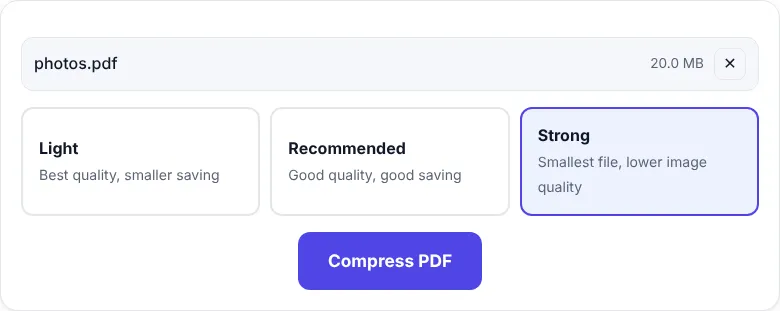 photos.pdf
20.0 MB
✕
Light
Best quality, smaller saving
Recommended
Good quality, good saving
Strong
Smallest file, lower image
quality
Compress PDF